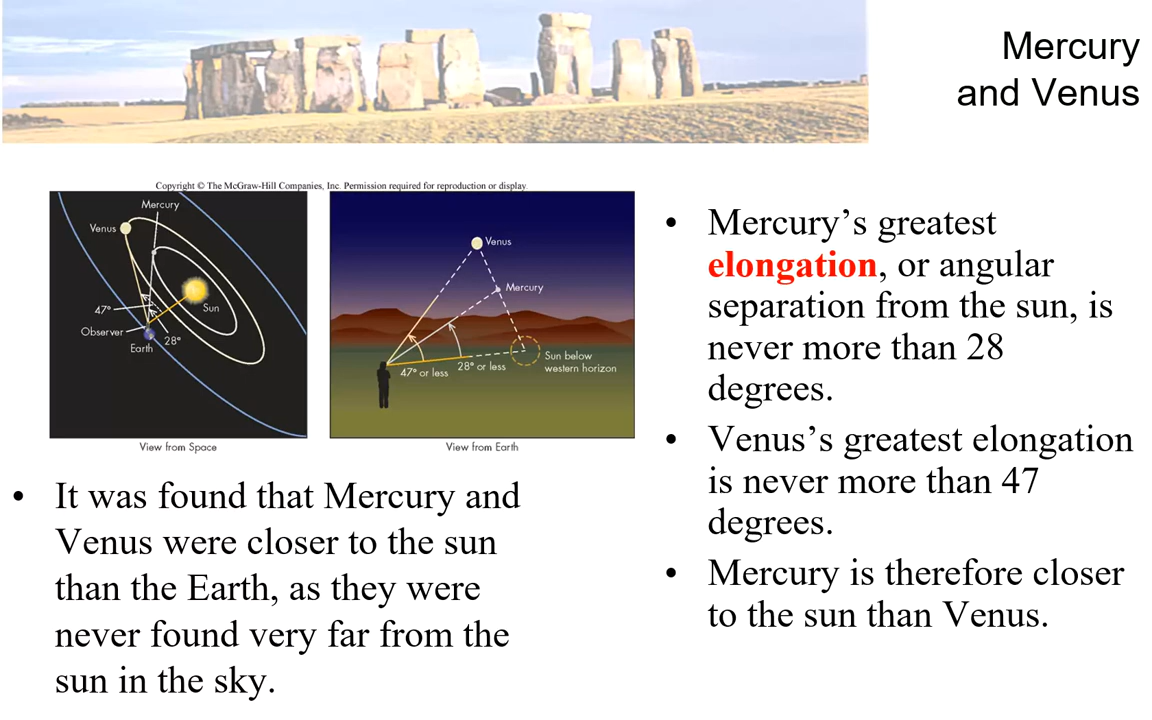 Mercury
and Venus
Copyright © The McGraw-Hill Companies, Inc. Permission required for reproduction or display.
Mercury
Venus
47°
Sun
Observer
Earth
28°
View from Space
Venus
Mercury
Sun below
western horizon
47° or less
28° or less
View from Earth
• It was found that Mercury and
Venus were closer to the sun
than the Earth, as they were
never found very far from the
sun in the sky.
• Mercury’s greatest
elongation, or angular
separation from the sun, is
never more than 28
degrees.
• Venus’s greatest elongation
is never more than 47
degrees.
• Mercury is therefore closer
to the sun than Venus.